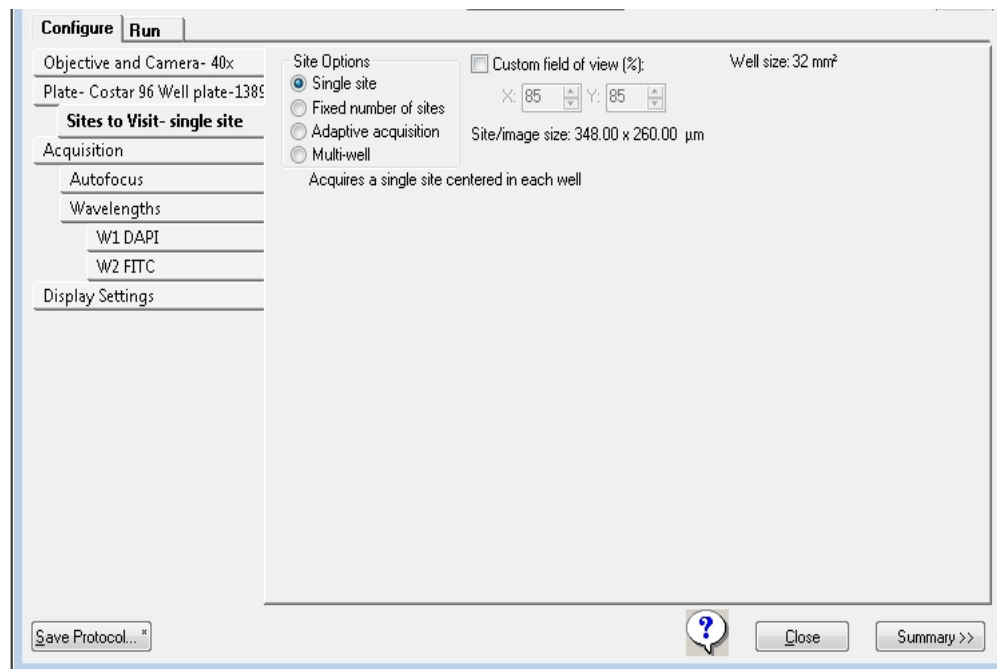 Configure Run
Objective and Camera- 40x
Plate- Costar 96 Well plate-1389
Sites to Visit- single site
Acquisition
Autofocus
Wavelengths
W1 DAPI
W2 FITC
Display Settings
Site Options
Single site
Fixed number of sites
Adaptive acquisition
Multi-well
Custom field of view (%):
X: 85 Y: 85
Site/image size: 348.00 x 260.00 µm
Well size: 32 mm²
Acquires a single site centered in each well
Save Protocol... *
?
Close
Summary >>